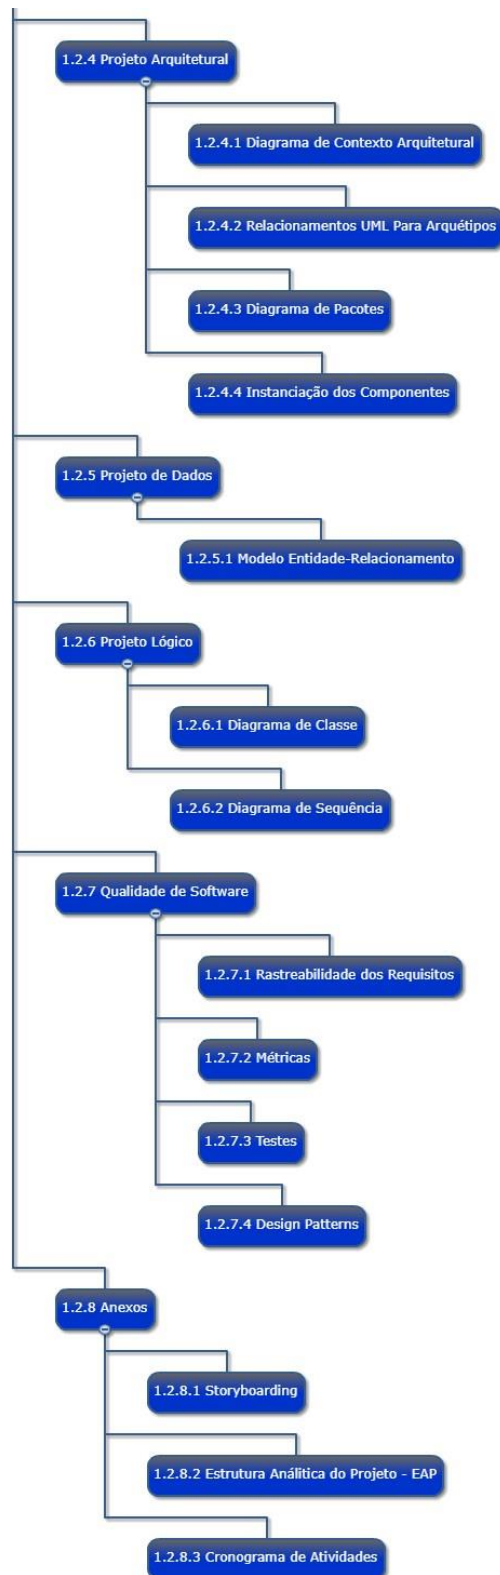 1.2.4 Projeto Arquitetural
1.2.4.1 Diagrama de Contexto Arquitetural
1.2.4.2 Relacionamentos UML Para Arquétipos
1.2.4.3 Diagrama de Pacotes
1.2.4.4 Instanciação dos Componentes
1.2.5 Projeto de Dados
1.2.5.1 Modelo Entidade-Relacionamento
1.2.6 Projeto Lógico
1.2.6.1 Diagrama de Classe
1.2.6.2 Diagrama de Sequência
1.2.7 Qualidade de Software
1.2.7.1 Rastreabilidade dos Requisitos
1.2.7.2 Métricas
1.2.7.3 Testes
1.2.7.4 Design Patterns
1.2.8 Anexos
1.2.8.1 Storyboarding
1.2.8.2 Estrutura Análitica do Projeto - EAP
1.2.8.3 Cronograma de Atividades